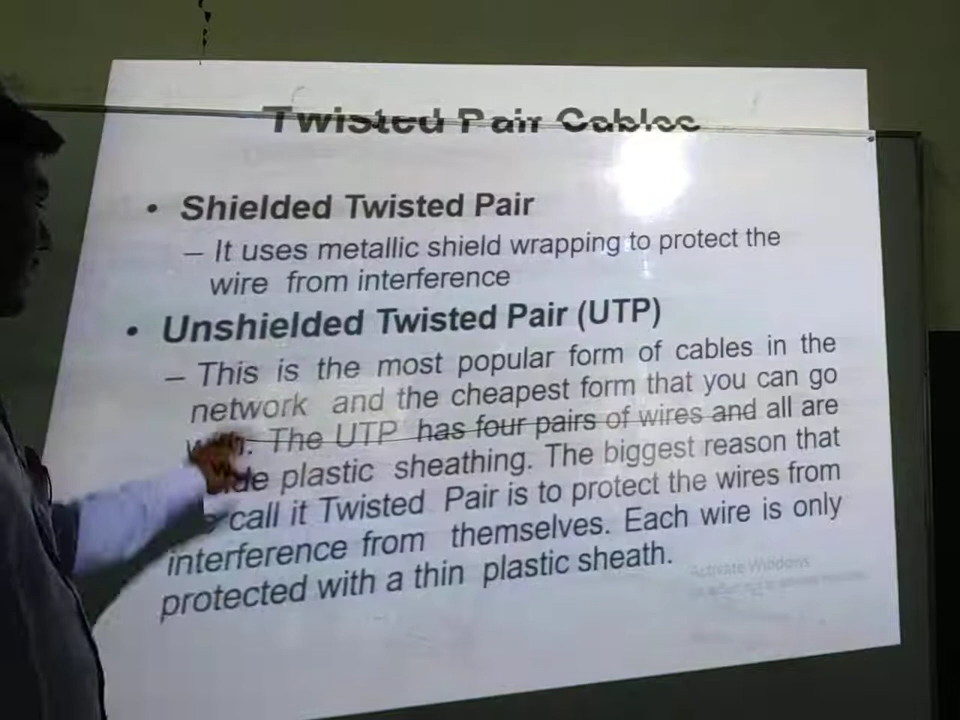 Twisted Pair Cables
• Shielded Twisted Pair
– It uses metallic shield wrapping to protect the
wire from interference
• Unshielded Twisted Pair (UTP)
– This is the most popular form of cables in the
network and the cheapest form that you can go
The UTP has four pairs of wires and all are
plastic sheathing. The biggest reason that
call it Twisted Pair is to protect the wires from
interference from themselves. Each wire is only
protected with a thin plastic sheath.
Activate Windows